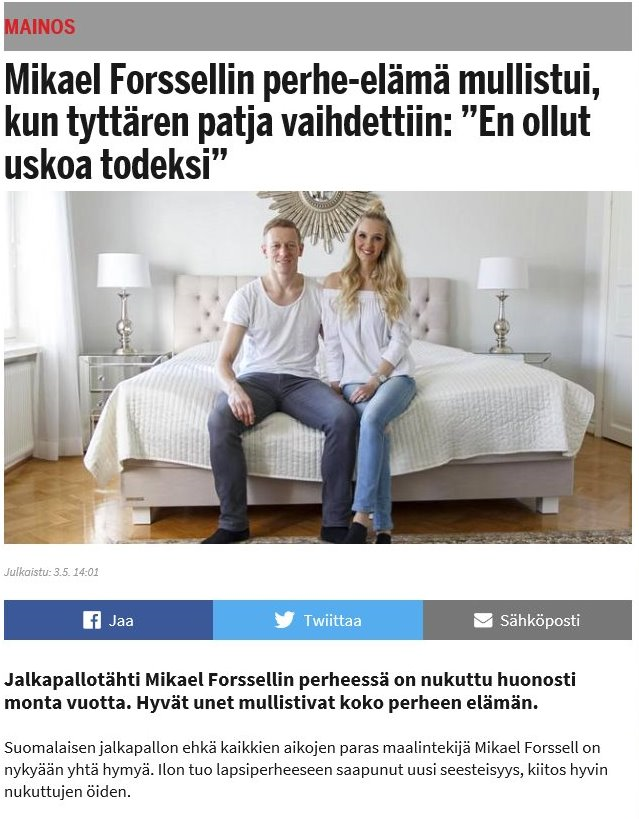 MAINOS
Mikael Forssellin perhe-elämä mullistui,
kun tyttären patja vaihdettiin: ”En ollut
uskoa todeksi”
Julkaistu: 3.5. 14:01
Jaa
Twiittaa
Sähköposti
Jalkapallotähti Mikael Forssellin perheessä on nukuttu huonosti
monta vuotta. Hyvät unet mullistivat koko perheen elämän.
Suomalaisen jalkapallon ehkä kaikkien aikojen paras maalintekijä Mikael Forssell on
nykyään yhtä hymyä. Ilon tuo lapsiperheeseen saapunut uusi seesteisyys, kiitos hyvin
nukuttujen öiden.